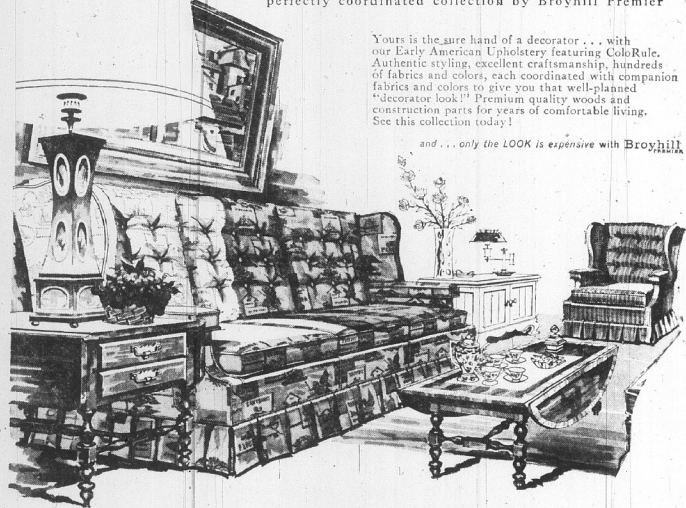 perfectly coordinated collection by Broyhill Premier
Yours is the sure hand of a decorator . . . with
our Early American Upholstery featuring ColoRule.
Authentic styling, excellent craftsmanship, hundreds
of fabrics and colors, each coordinated with companion
fabrics and colors to give you that well-planned
"decorator look!" Premium quality woods and
construction parts for years of comfortable living.
See this collection today!
and . . . only the LOOK is expensive with Broyhill
PREMIER